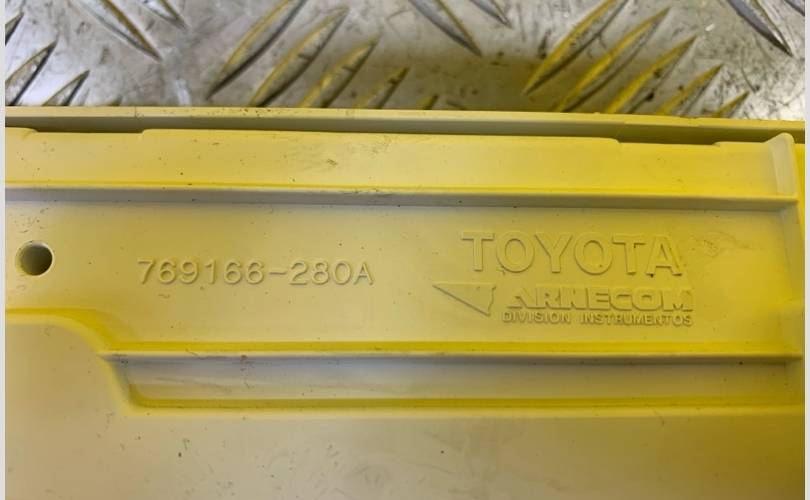 769166-280A
TOYOTA
ARNECOM
DIVISION INSTRUMENTOS